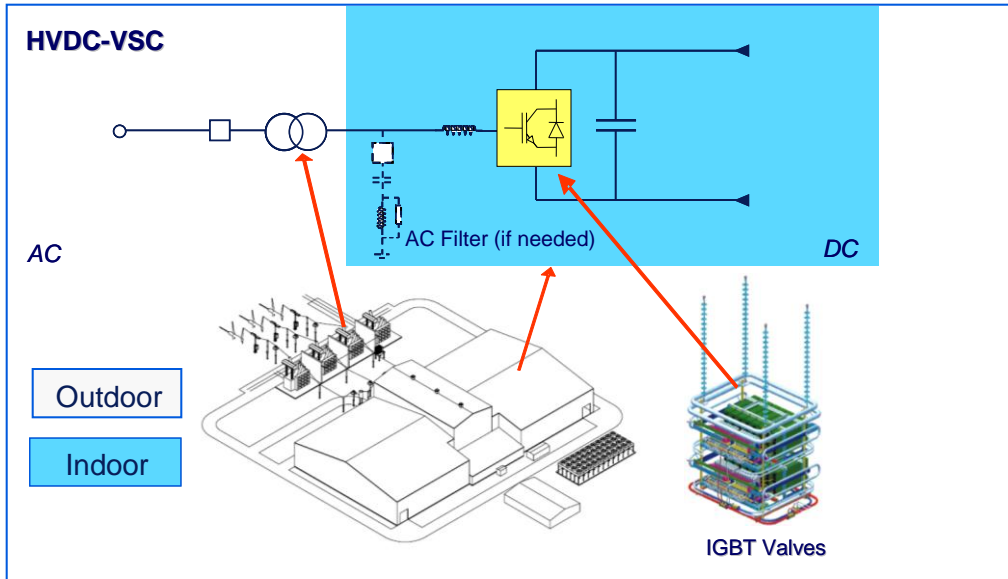 HVDC-VSC
AC Filter (if needed)
AC
DC
Outdoor
Indoor
IGBT Valves